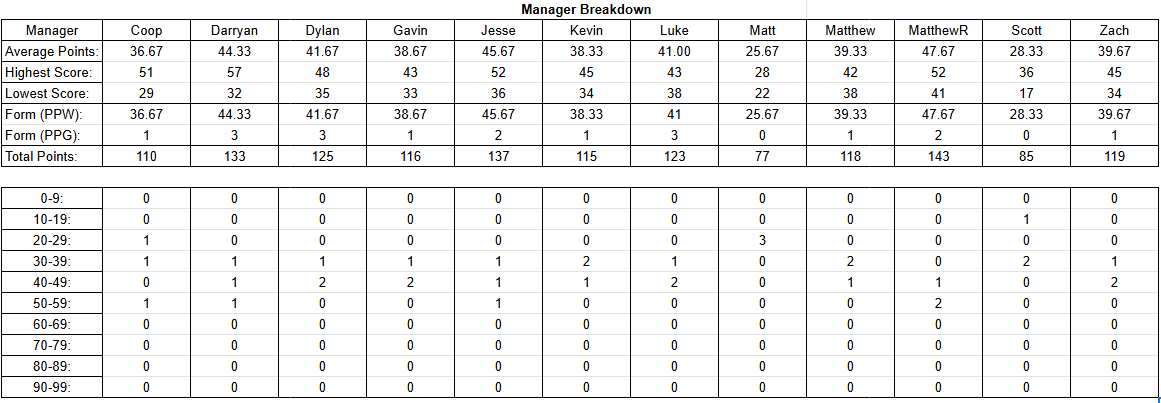 Manager Breakdown
Manager Coop Darryan Dylan Gavin Jesse Kevin Luke Matt Matthew MatthewR Scott Zach
Average Points: 36.67 44.33 41.67 38.67 45.67 38.33 41.00 25.67 39.33 47.67 28.33 39.67
Highest Score: 51 57 48 43 52 45 43 28 42 52 36 45
Lowest Score: 29 32 35 33 36 34 38 22 38 41 17 34
Form (PPW): 36.67 44.33 41.67 38.67 45.67 38.33 41 25.67 39.33 47.67 28.33 39.67
Form (PPG): 1 3 3 1 2 1 3 0 1 2 0 1
Total Points: 110 133 125 116 137 115 123 77 118 143 85 119
0-9: 0 0 0 0 0 0 0 0 0 0 0 0
10-19: 0 0 0 0 0 0 0 0 0 0 1 0
20-29: 1 0 0 0 0 0 0 3 0 0 0 0
30-39: 1 1 1 1 1 2 1 0 2 0 2 1
40-49: 0 1 2 2 1 1 2 0 1 1 0 2
50-59: 1 1 0 0 1 0 0 0 0 2 0 0
60-69: 0 0 0 0 0 0 0 0 0 0 0 0
70-79: 0 0 0 0 0 0 0 0 0 0 0 0
80-89: 0 0 0 0 0 0 0 0 0 0 0 0
90-99: 0 0 0 0 0 0 0 0 0 0 0 0